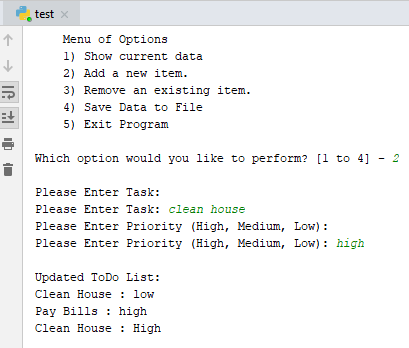 test
Menu of Options
1) Show current data
2) Add a new item.
3) Remove an existing item.
4) Save Data to File
5) Exit Program
Which option would you like to perform? [1 to 4] - 2
Please Enter Task:
Please Enter Task: clean house
Please Enter Priority (High, Medium, Low):
Please Enter Priority (High, Medium, Low): high
Updated ToDo List:
Clean House : low
Pay Bills : high
Clean House : High